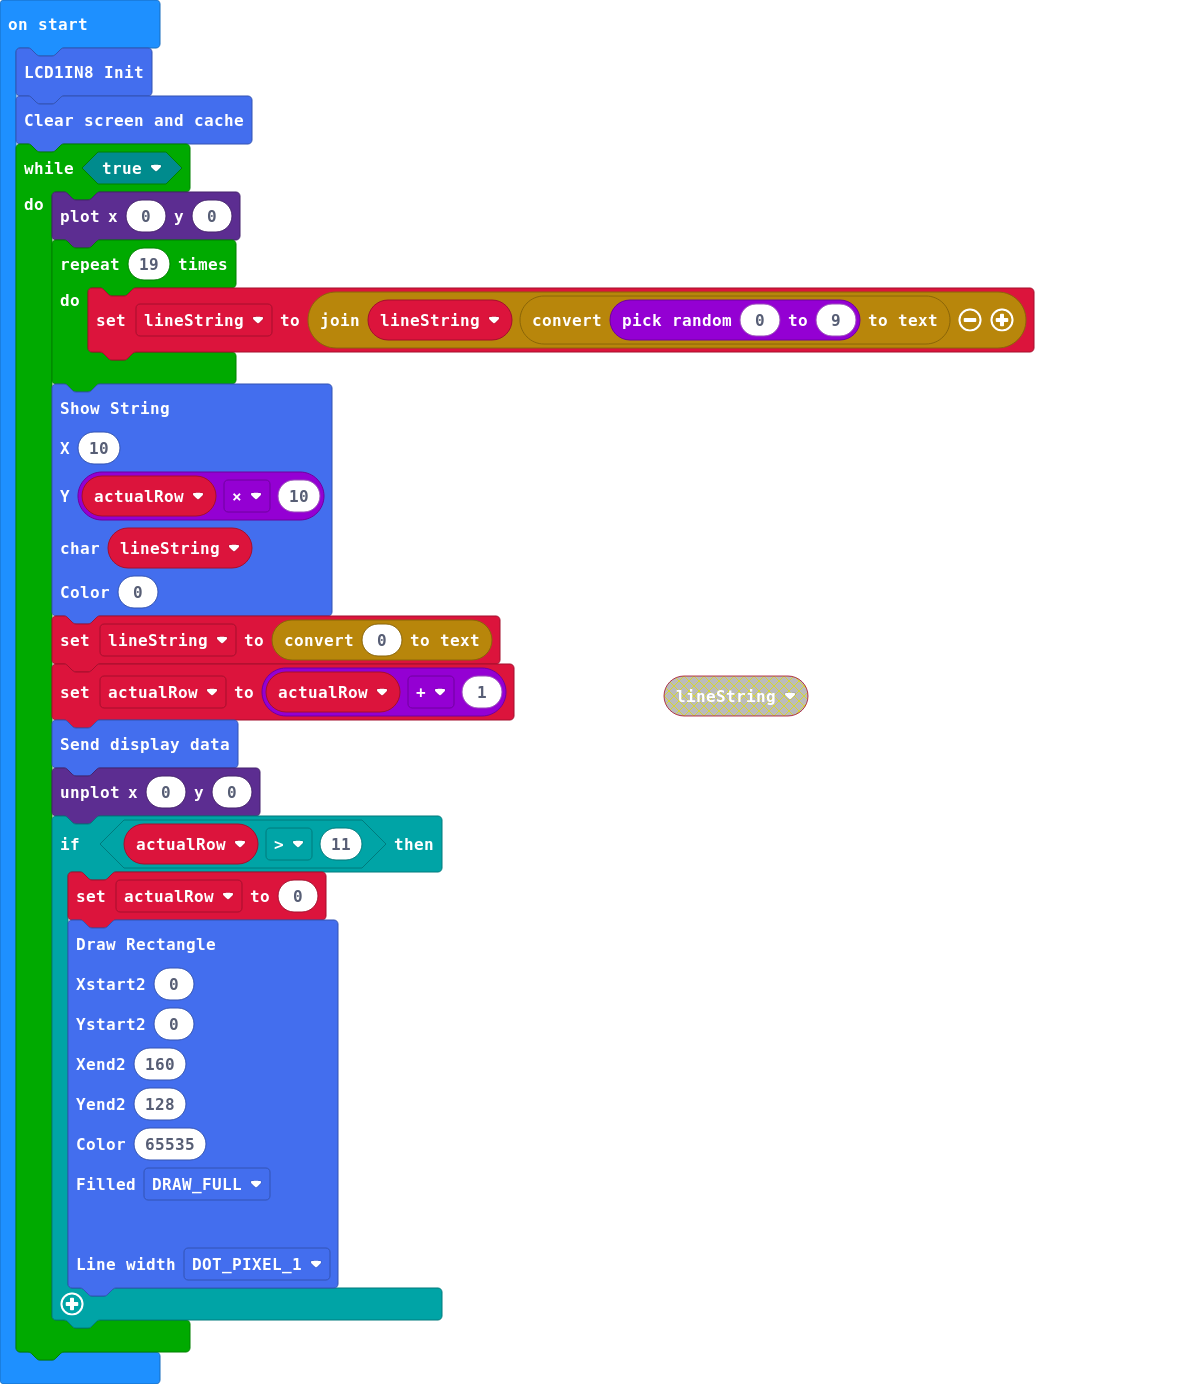 on start
LCD1IN8 Init
Clear screen and cache
while true
do
plot x 0 y 0
repeat 19 times
do
set lineString to join lineString convert pick random 0 to 9 to text
Show String
X 10
Y actualRow × 10
char lineString
Color 0
set lineString to convert 0 to text
set actualRow to actualRow + 1
lineString
Send display data
unplot x 0 y 0
if actualRow > 11 then
set actualRow to 0
Draw Rectangle
Xstart2 0
Ystart2 0
Xend2 160
Yend2 128
Color 65535
Filled DRAW_FULL
Line width DOT_PIXEL_1